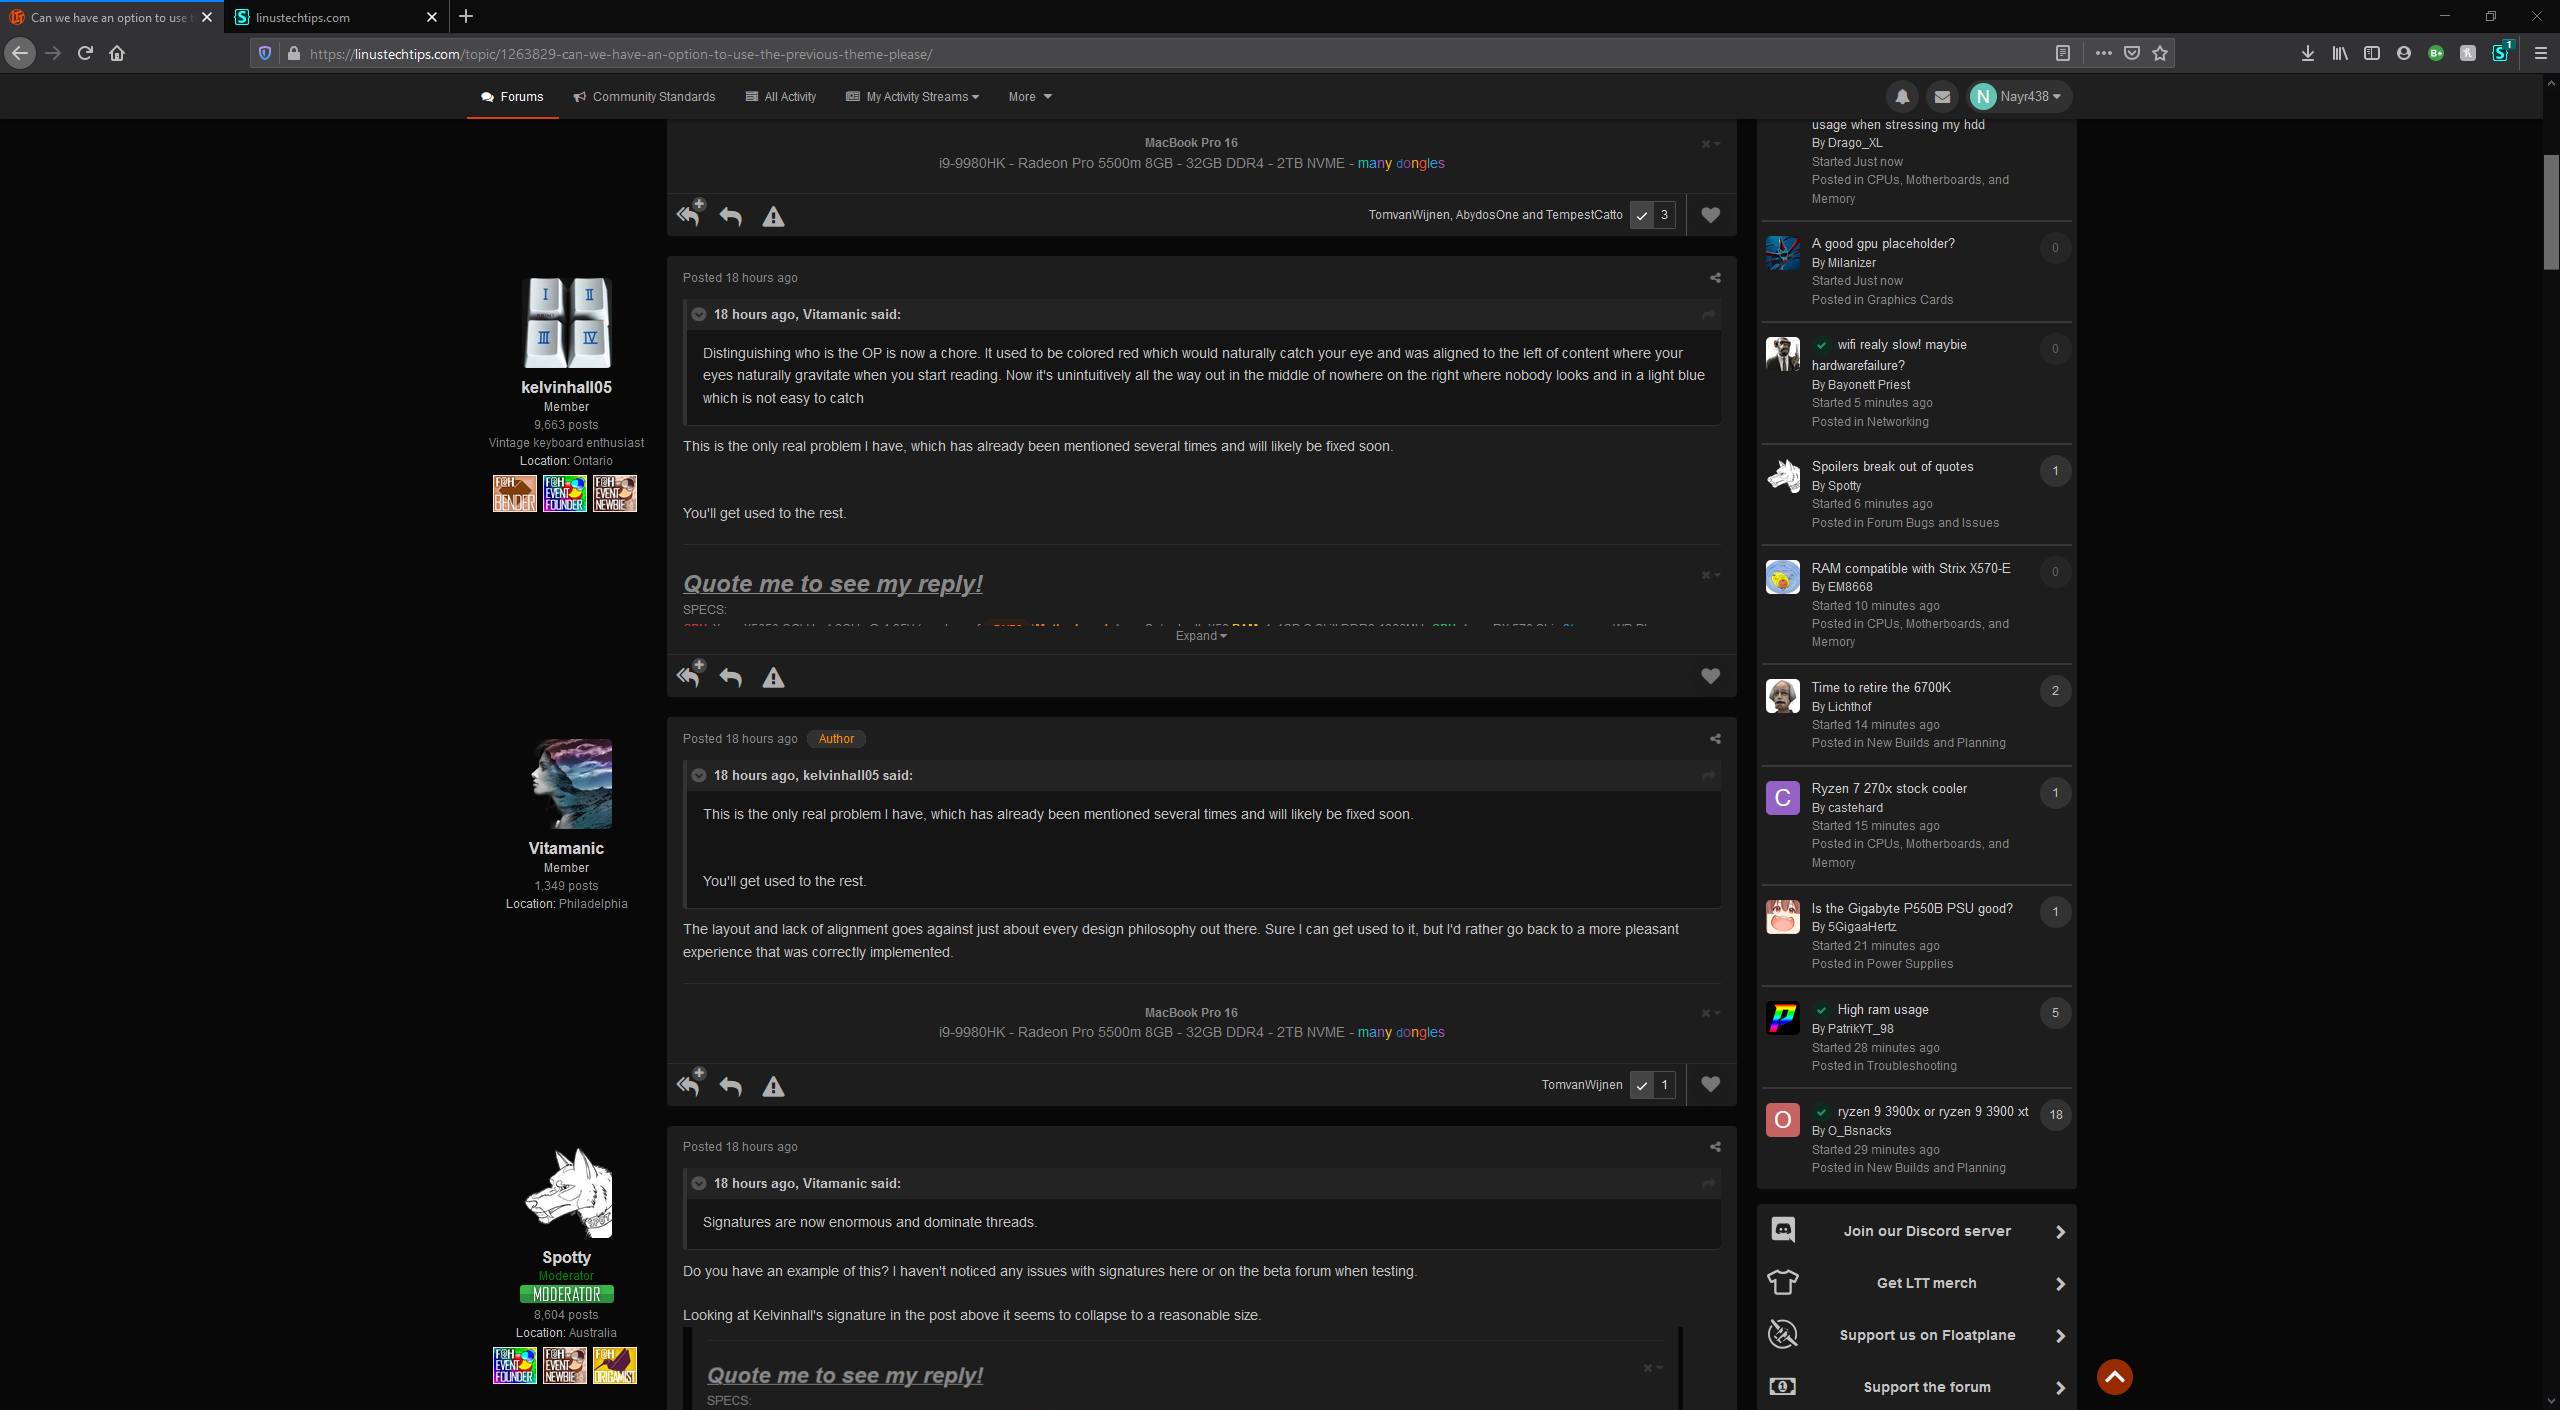 Can we have an option to use t
linustechtips.com
https://linustechtips.com/topic/1263829-can-we-have-an-option-to-use-the-previous-theme-please/
Forums
Community Standards
All Activity
My Activity Streams
More
N
Nayr438
MacBook Pro 16
i9-9980HK - Radeon Pro 5500m 8GB - 32GB DDR4 - 2TB NVME - many dongles
TomvanWijnen, AbydosOne and TempestCatto
3
I II III IV
kelvinhall05
Member
9,663 posts
Vintage keyboard enthusiast
Location: Ontario
F@H BENDER
F@H EVENT FOUNDER
F@H EVENT NEWBIE
Posted 18 hours ago
18 hours ago, Vitamanic said:
Distinguishing who is the OP is now a chore. It used to be colored red which would naturally catch your eye and was aligned to the left of content where your
eyes naturally gravitate when you start reading. Now it's unintuitively all the way out in the middle of nowhere on the right where nobody looks and in a light blue
which is not easy to catch
This is the only real problem I have, which has already been mentioned several times and will likely be fixed soon.
You'll get used to the rest.
Quote me to see my reply!
SPECS:
Expand
Vitamanic
Member
1,349 posts
Location: Philadelphia
Posted 18 hours ago
Author
18 hours ago, kelvinhall05 said:
This is the only real problem I have, which has already been mentioned several times and will likely be fixed soon.
You'll get used to the rest.
The layout and lack of alignment goes against just about every design philosophy out there. Sure I can get used to it, but I'd rather go back to a more pleasant
experience that was correctly implemented.
MacBook Pro 16
i9-9980HK - Radeon Pro 5500m 8GB - 32GB DDR4 - 2TB NVME - many dongles
TomvanWijnen
1
Spotty
Moderator
MODERATOR
8,604 posts
Location: Australia
F@H EVENT FOUNDER
F@H EVENT NEWBIE
F@H ORIGAMIST
Posted 18 hours ago
18 hours ago, Vitamanic said:
Signatures are now enormous and dominate threads.
Do you have an example of this? I haven't noticed any issues with signatures here or on the beta forum when testing.
Looking at Kelvinhall's signature in the post above it seems to collapse to a reasonable size.
Quote me to see my reply!
SPECS:
usage when stressing my hdd
By Drago_XL
Started Just now
Posted in CPUs, Motherboards, and
Memory
A good gpu placeholder?
0
By Milanizer
Started Just now
Posted in Graphics Cards
wifi realy slow! maybie
0
hardwarefailure?
By Bayonett Priest
Started 5 minutes ago
Posted in Networking
Spoilers break out of quotes
1
By Spotty
Started 6 minutes ago
Posted in Forum Bugs and Issues
RAM compatible with Strix X570-E
0
By EM8668
Started 10 minutes ago
Posted in CPUs, Motherboards, and
Memory
Time to retire the 6700K
2
By Lichthof
Started 14 minutes ago
Posted in New Builds and Planning
C
Ryzen 7 270x stock cooler
1
By castehard
Started 15 minutes ago
Posted in CPUs, Motherboards, and
Memory
Is the Gigabyte P550B PSU good?
1
By 5GigaaHertz
Started 21 minutes ago
Posted in Power Supplies
High ram usage
5
By PatrikYT_98
Started 28 minutes ago
Posted in Troubleshooting
O
ryzen 9 3900x or ryzen 9 3900 xt
18
By O_Bsnacks
Started 29 minutes ago
Posted in New Builds and Planning
Join our Discord server
Get LTT merch
Support us on Floatplane
Support the forum